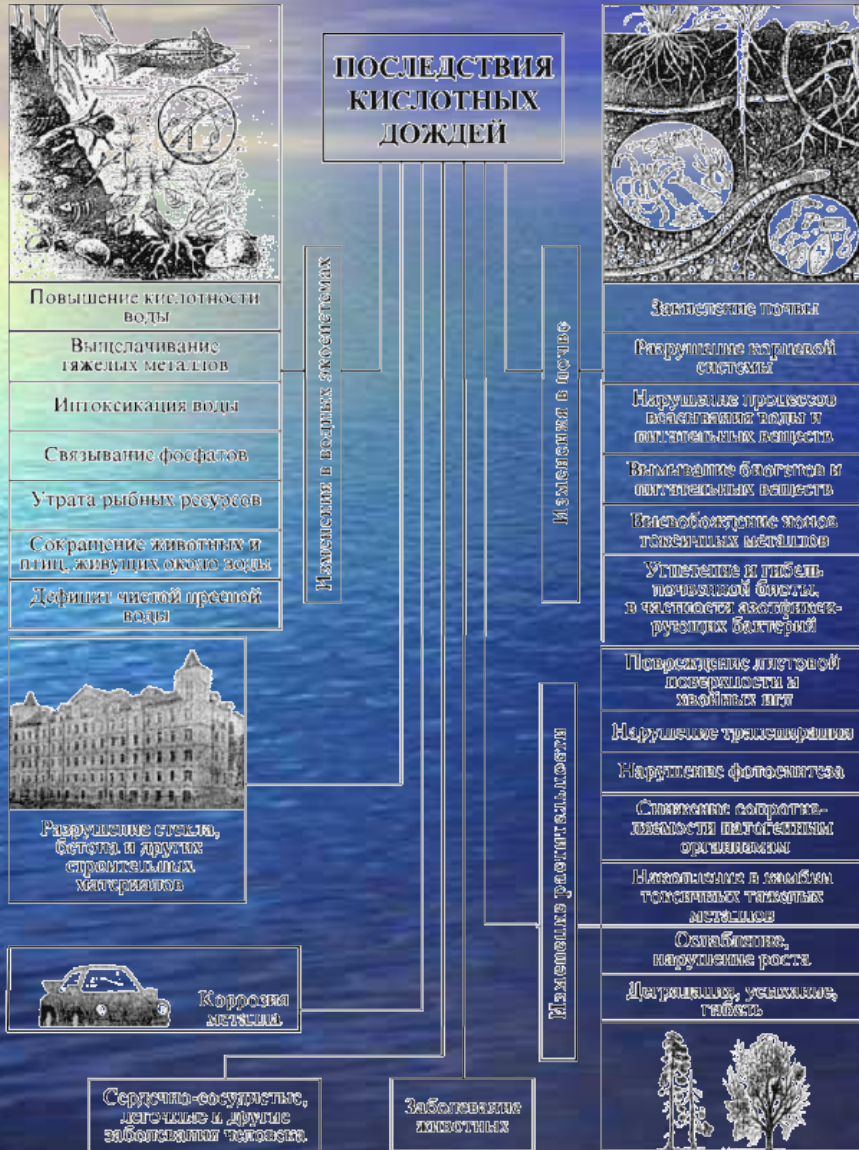 ПОСЛЕДСТВИЯ
КИСЛОТНЫХ
ДОЖДЕЙ
Изменения в водных экосистемах
Повышение кислотности
воды
Выщелачивание
тяжелых металлов
Интоксикация воды
Связывание фосфатов
Утрата рыбных ресурсов
Сокращение животных и
птиц, живущих около воды
Дефицит чистой пресной
воды
Разрушение стекла,
бетона и других
строительных
материалов
Коррозия
металла
Сердечно-сосудистые,
легочные и другие
заболевания человека
Заболевание
животных
Изменения в почве
Закисление почвы
Разрушение корневой
системы
Нарушение процессов
всасывания воды и
питательных веществ
Вымывание биогенов и
питательных веществ
Высвобождение ионов
токсичных металлов
Угнетение и гибель
почвенной биоты,
в частности азотфикси-
рующих бактерий
Изменение растительности
Повреждение листовой
поверхности и
хвойных игл
Нарушение транспирации
Нарушение фотосинтеза
Снижение сопротив-
ляемости патогенным
организмам
Накопление в камбии
токсичных тяжелых
металлов
Ослабление,
нарушение роста
Деградация, усыхание,
гибель